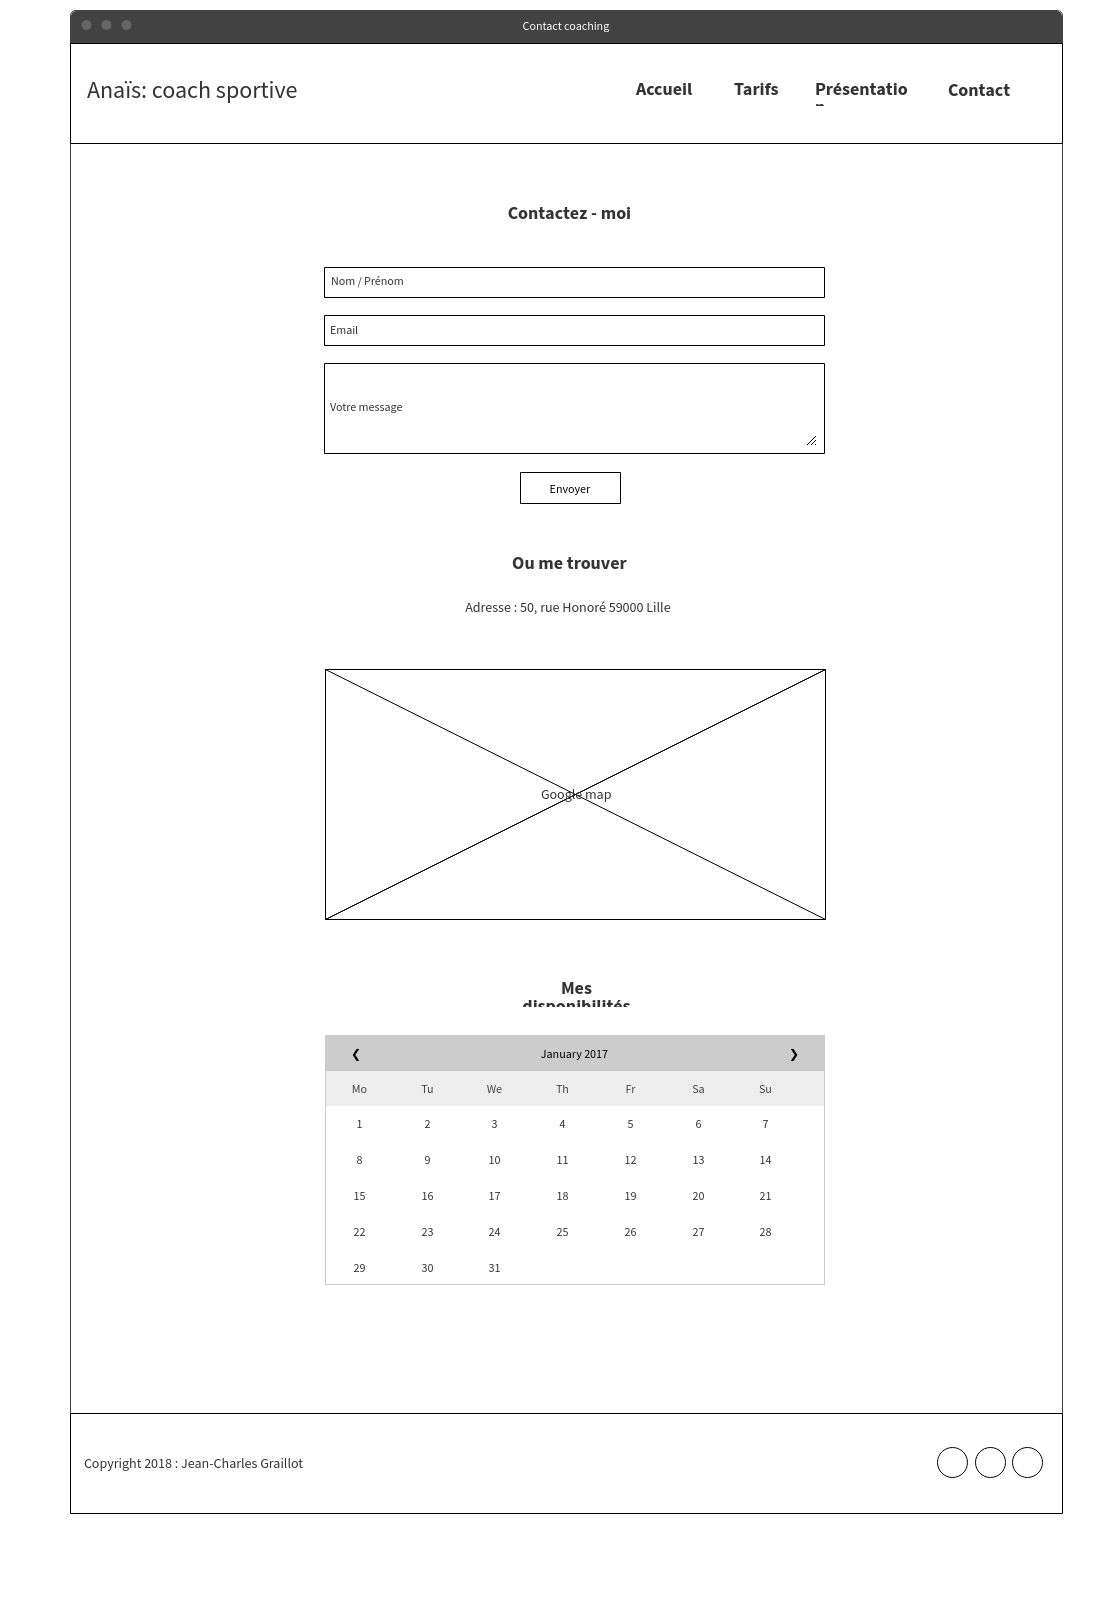 Contact coaching
Anaïs: coach sportive
Accueil Tarifs Présentatio Contact
n
Contactez - moi
Nom / Prénom
Email
Votre message
Envoyer
Ou me trouver
Adresse : 50, rue Honoré 59000 Lille
Google map
Mes
disponibilités
❮ January 2017 ❯
Mo Tu We Th Fr Sa Su
1 2 3 4 5 6 7
8 9 10 11 12 13 14
15 16 17 18 19 20 21
22 23 24 25 26 27 28
29 30 31
Copyright 2018 : Jean-Charles Graillot